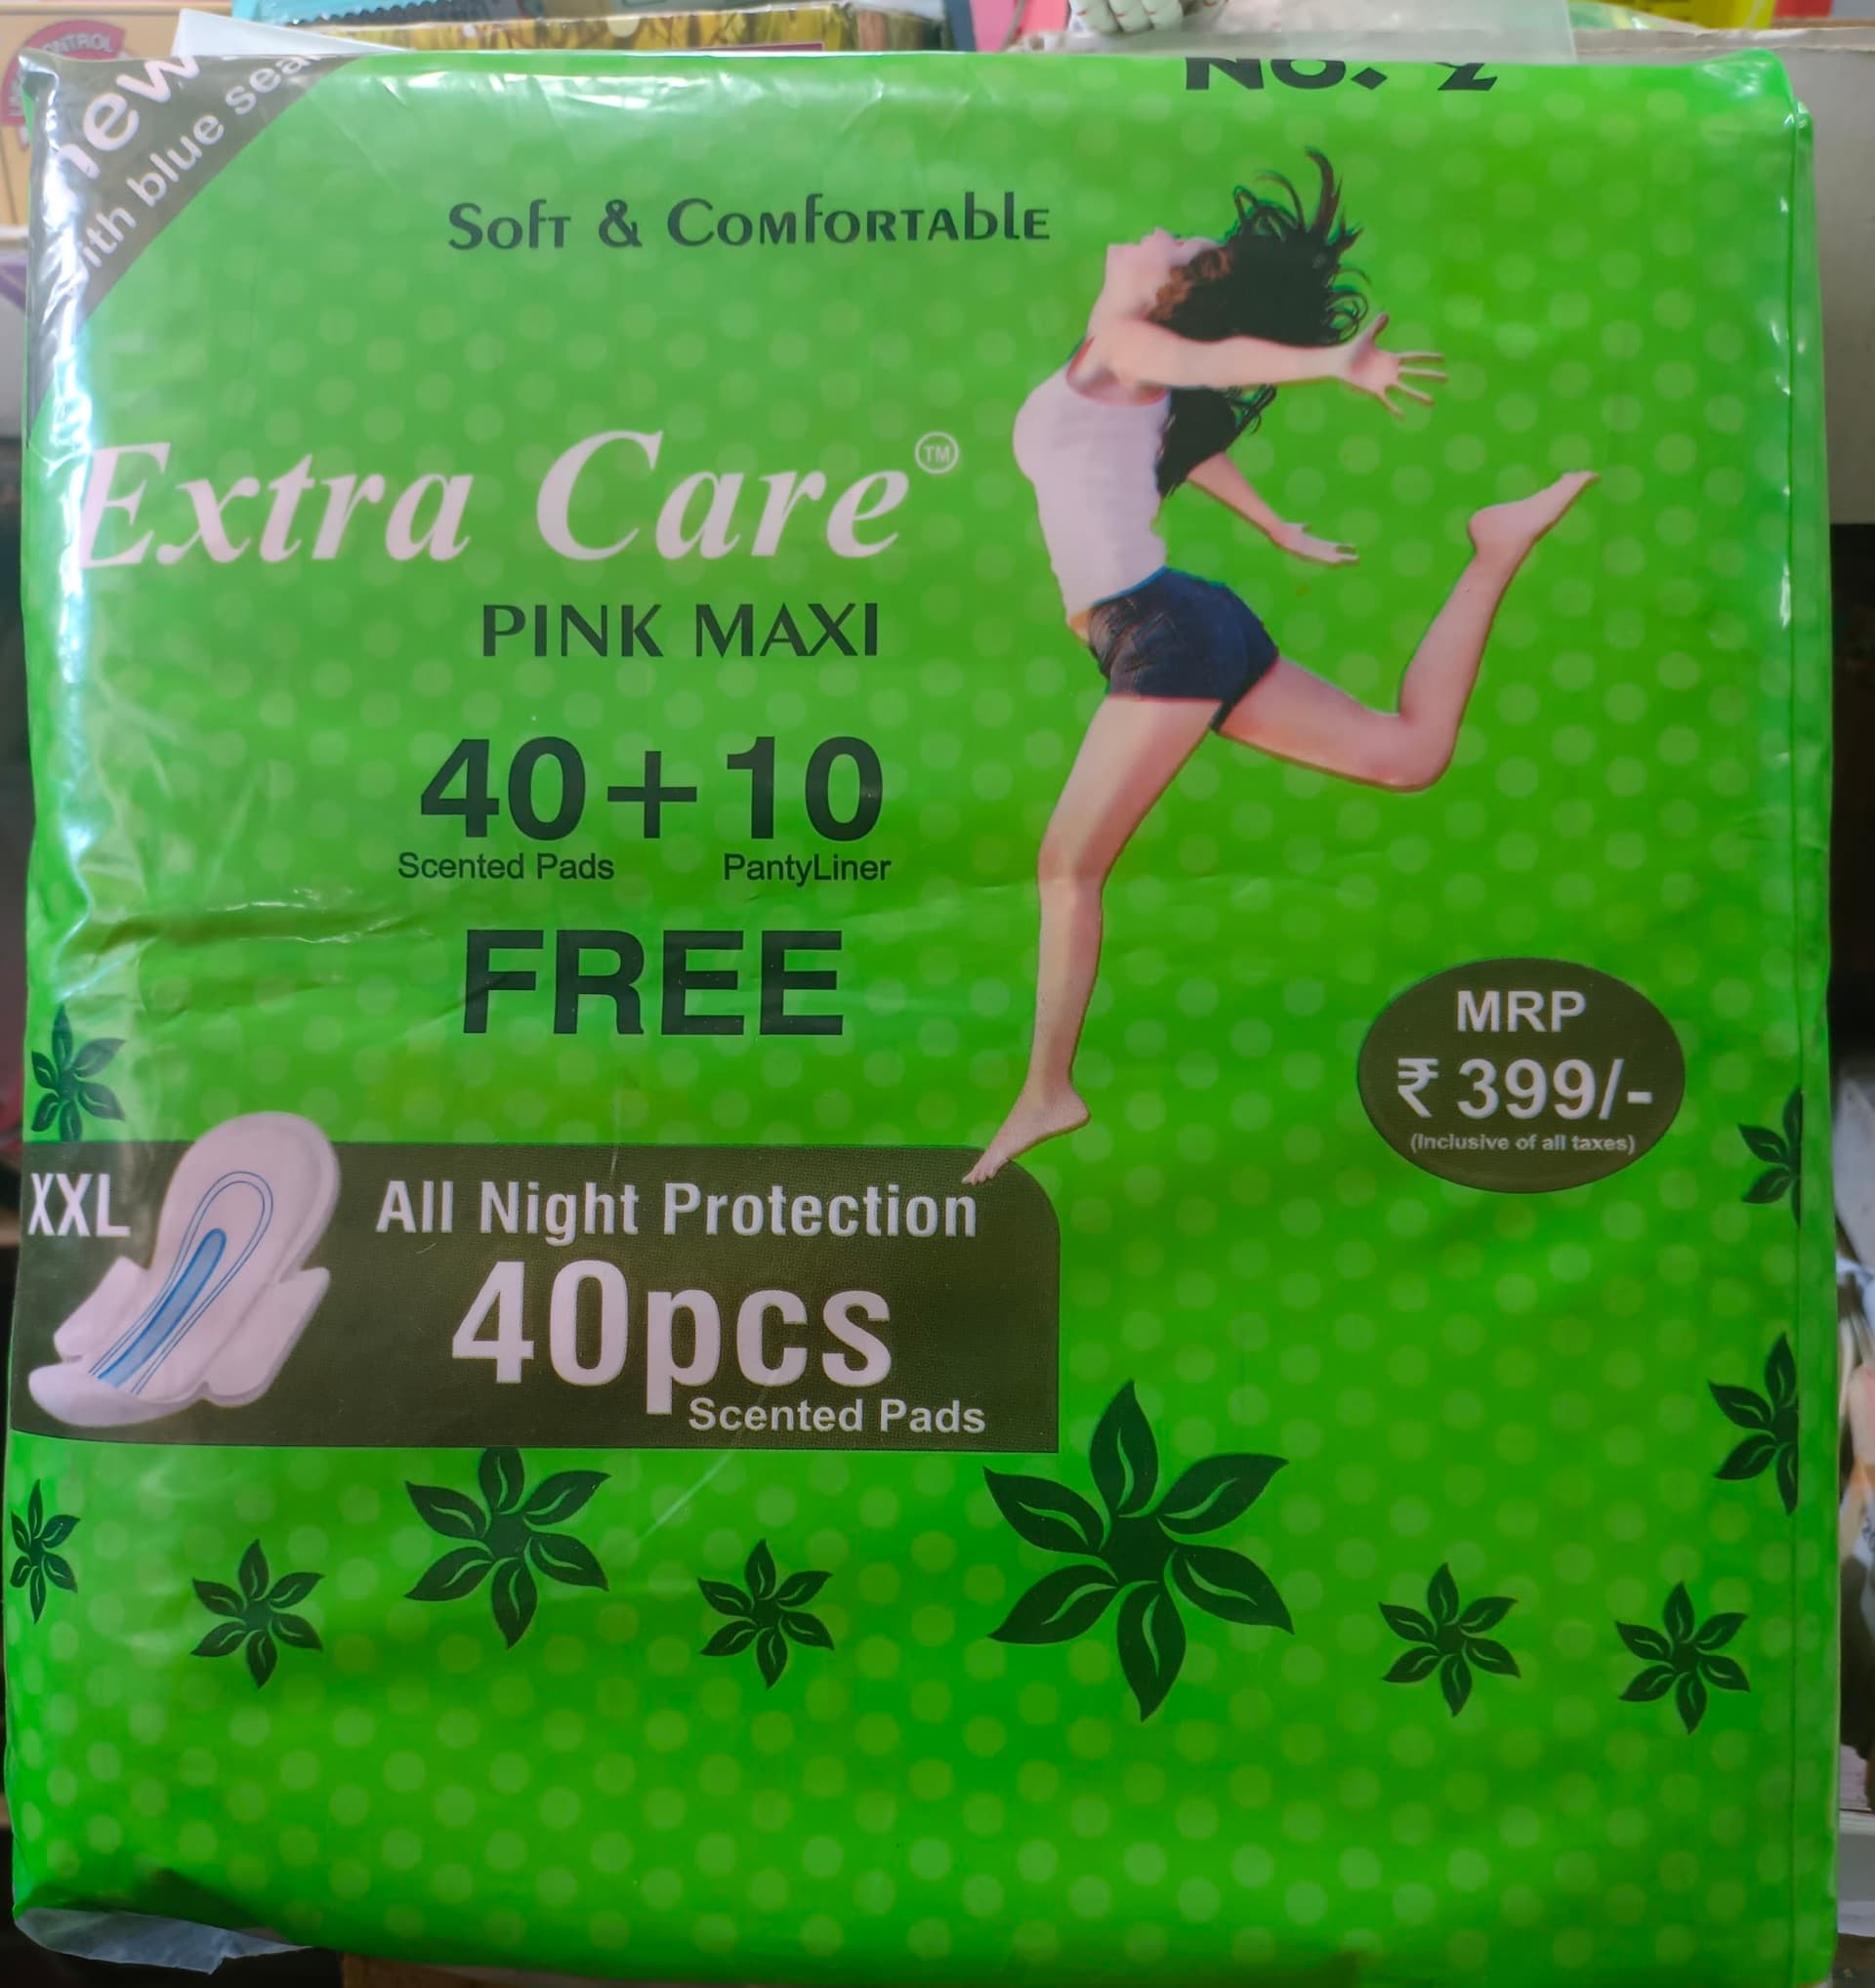 new
with blue seal
No. 2
Soft & Comfortable
Extra Care™
PINK MAXI
40+10
Scented Pads PantyLiner
FREE
MRP
₹ 399/-
(Inclusive of all taxes)
XXL
All Night Protection
40pcs
Scented Pads